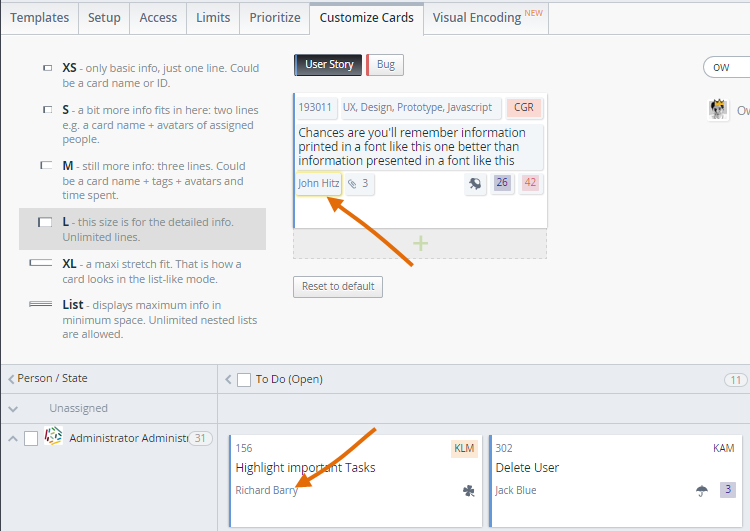 Templates Setup Access Limits Prioritize Customize Cards Visual Encoding NEW
XS - only basic info, just one line. Could
be a card name or ID.
S - a bit more info fits in here: two lines
e.g. a card name + avatars of assigned
people.
M - still more info: three lines. Could
be a card name + tags + avatars and
time spent.
L - this size is for the detailed info.
Unlimited lines.
XL - a maxi stretch fit. That is how a
card looks in the list-like mode.
List - displays maximum info in
minimum space. Unlimited nested lists
are allowed.
User Story Bug
193011 UX, Design, Prototype, Javascript CGR
Chances are you'll remember information
printed in a font like this one better than
information presented in a font like this
John Hitz 3 26 42
Reset to default
ow
Ow
Person / State To Do (Open) 11
Unassigned
Administrator Administr 31
156 KLM
Highlight important Tasks
Richard Barry
302 KAM
Delete User
Jack Blue 3